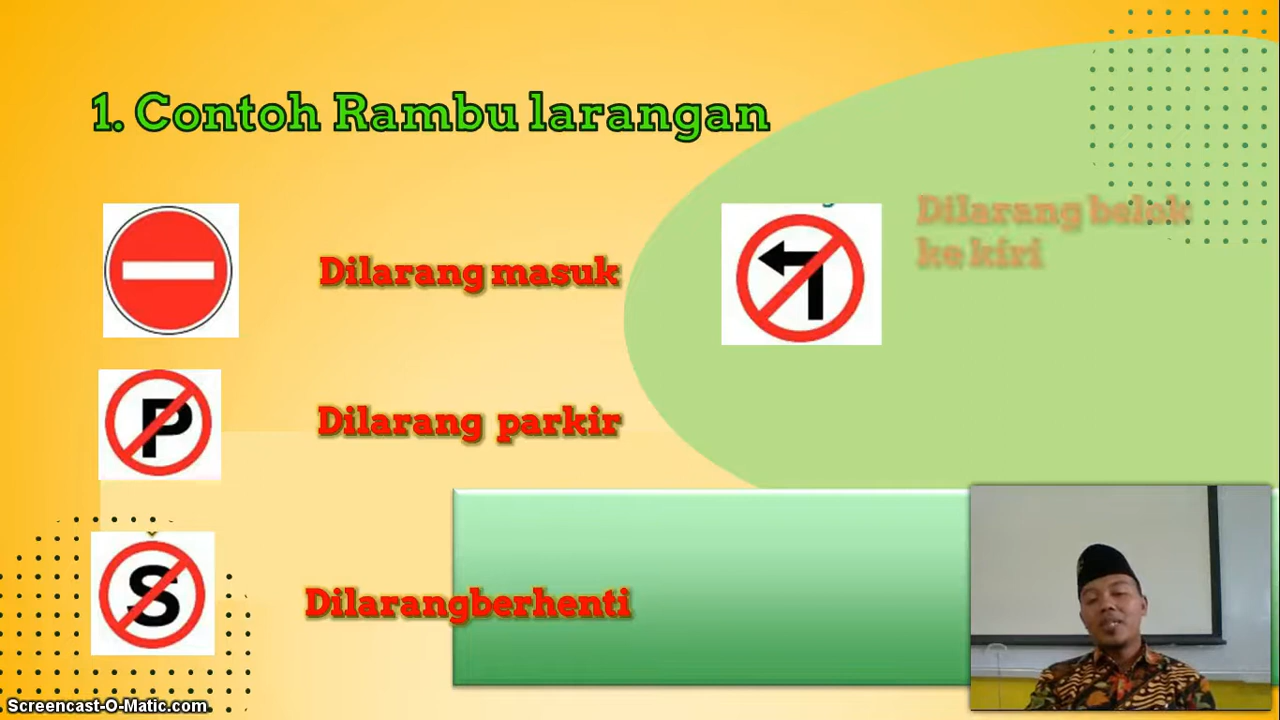 1. Contoh Rambu larangan
Dilarang masuk
P
Dilarang parkir
S
Dilarangberhenti
Dilarang belok
ke kiri
Screencast-O-Matic.com